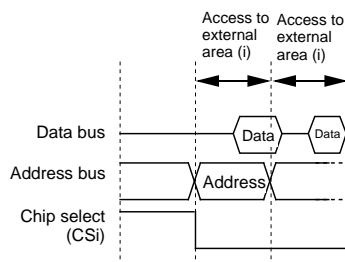 Access to
external
area (i)
Access to
external
area (i)
Data bus
Data
Data
Address bus
Address
Chip select
(CSi)